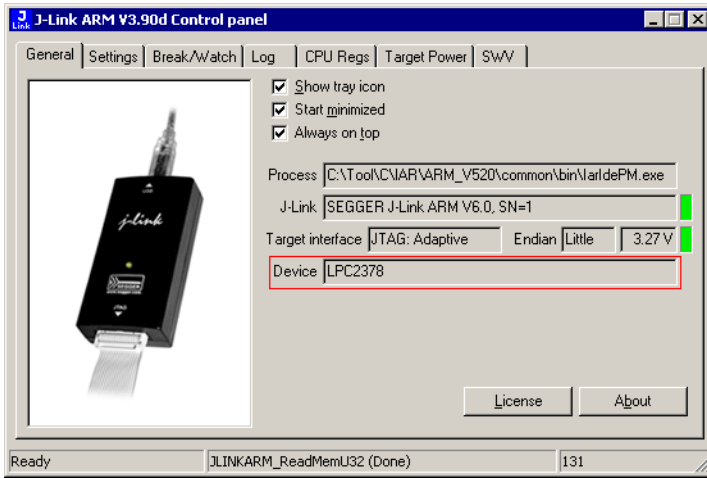 J-Link ARM V3.90d Control panel
General Settings Break/Watch Log CPU Regs Target Power SWV
Show tray icon
Start minimized
Always on top
Process C:\Tool\C\IAR\ARM_V520\common\bin\IarIdePM.exe
J-Link SEGGER J-Link ARM V6.0, SN=1
Target interface JTAG: Adaptive Endian Little 3.27 V
Device LPC2378
USB
J-Link
SEGGER
JTAG
License About
Ready JLINKARM_ReadMemU32 (Done) 131